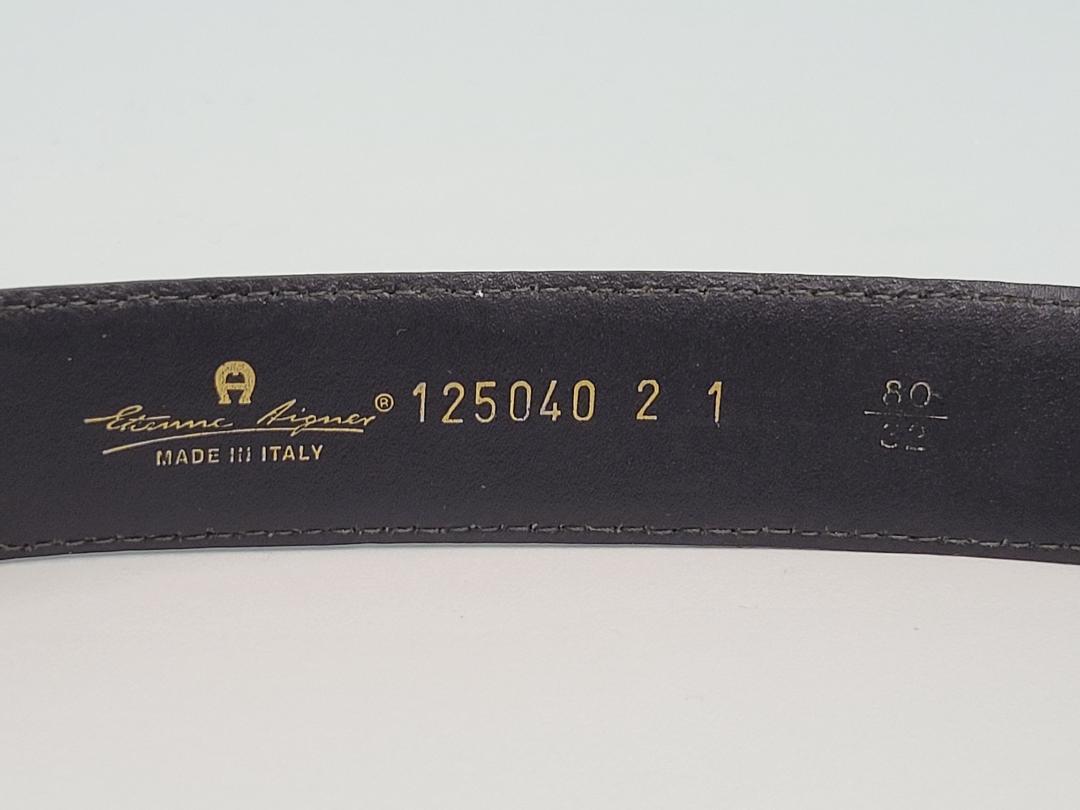 A
Etienne Aigner® 125040 2 1
MADE IN ITALY
80
32